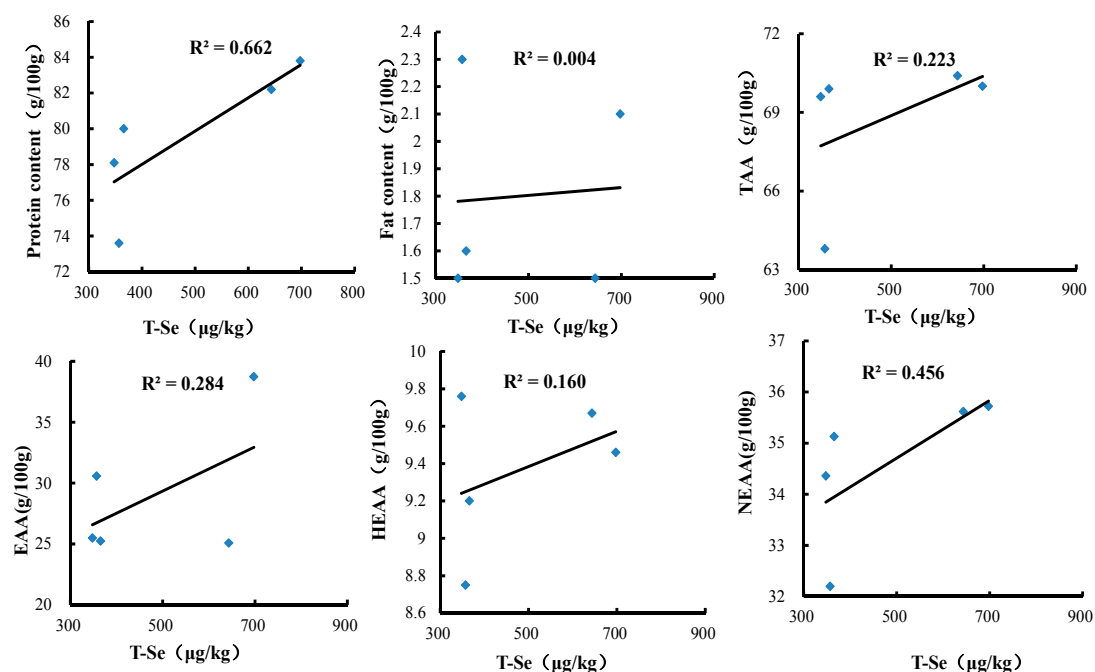 Protein content（g/100g）
86
84
82
80
78
76
74
72
R² = 0.662
300 400 500 600 700 800
T-Se（μg/kg）
Fat content（g/100g）
2.4
2.3
2.2
2.1
2
1.9
1.8
1.7
1.6
1.5
R² = 0.004
300 500 700 900
T-Se（μg/kg）
TAA（g/100g）
72
69
66
63
R² = 0.223
300 500 700 900
T-Se（μg/kg）
EAA(g/100g)
40
35
30
25
20
R² = 0.284
300 500 700 900
T-Se（μg/kg）
HEAA（g/100g）
10
9.8
9.6
9.4
9.2
9
8.8
8.6
R² = 0.160
300 500 700 900
T-Se（μg/kg）
NEAA(g/100g)
37
36
35
34
33
32
R² = 0.456
300 500 700 900
T-Se（μg/kg）